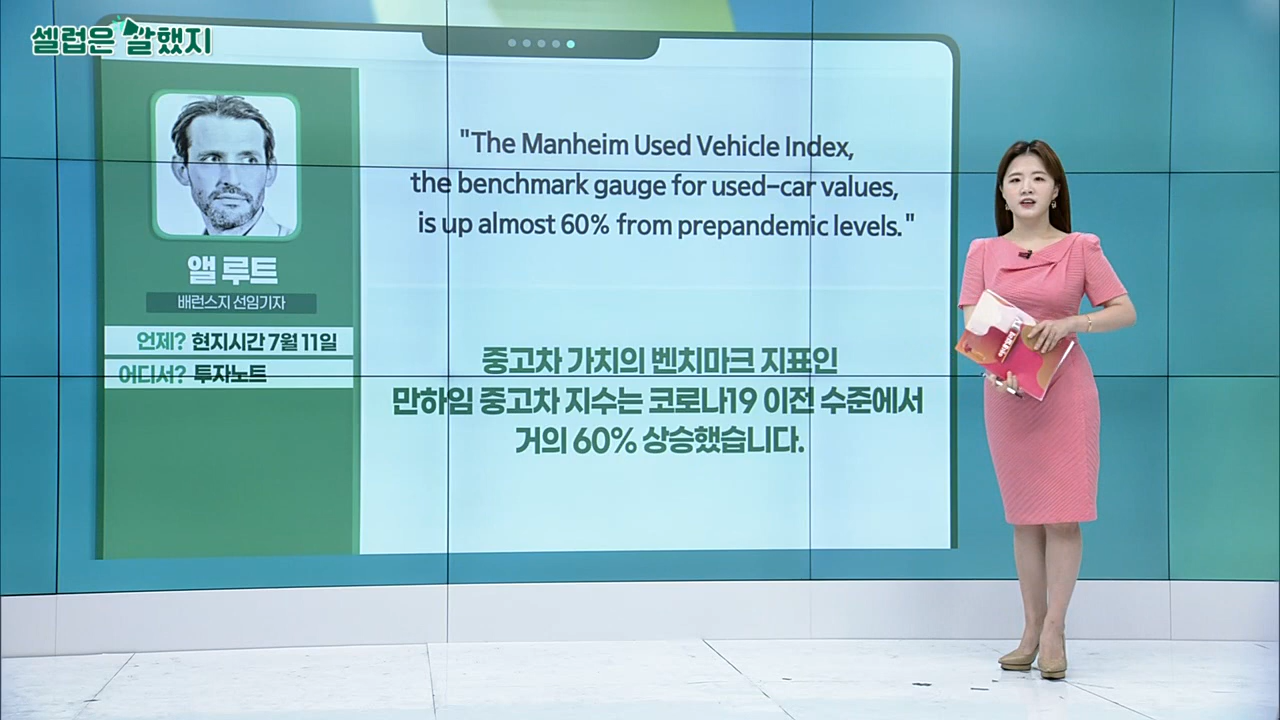 셀럽은 쌀했지
"The Manheim Used Vehicle Index,
the benchmark gauge for used-car values,
is up almost 60% from prepandemic levels."
앨 루트
배런스지 선임기자
언제? 현지시간 7월 11일
어디서? 투자노트
중고차 가치의 벤치마크 지표인
만하임 중고차 지수는 코로나19 이전 수준에서
거의 60% 상승했습니다.